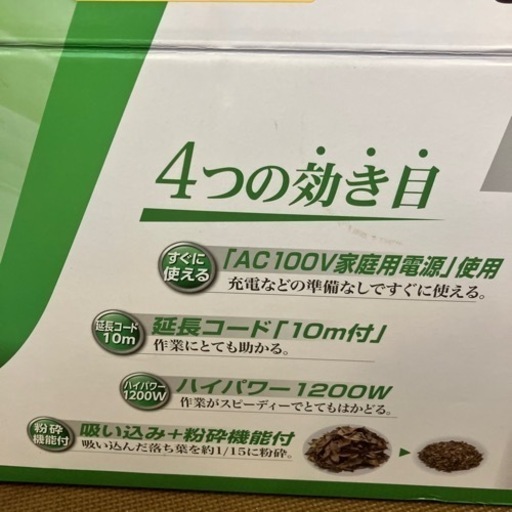 4つの効き目
すぐに
使える
「AC100V家庭用電源」使用
充電などの準備なしですぐに使える。
延長コード
10m
延長コード「10m付」
作業にとても助かる。
ハイパワー
1200W
ハイパワー1200W
作業がスピーディーでとてもはかどる。
粉砕
機能付
吸い込み+粉砕機能付
吸い込んだ落ち葉を約1/15に粉砕。